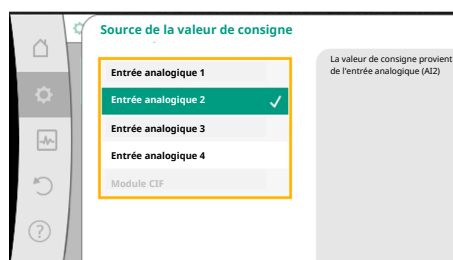 Source de la valeur de consigne
Entrée analogique 1
Entrée analogique 2
Entrée analogique 3
Entrée analogique 4
Module CIF
La valeur de consigne provient
de l'entrée analogique (AI2)
?